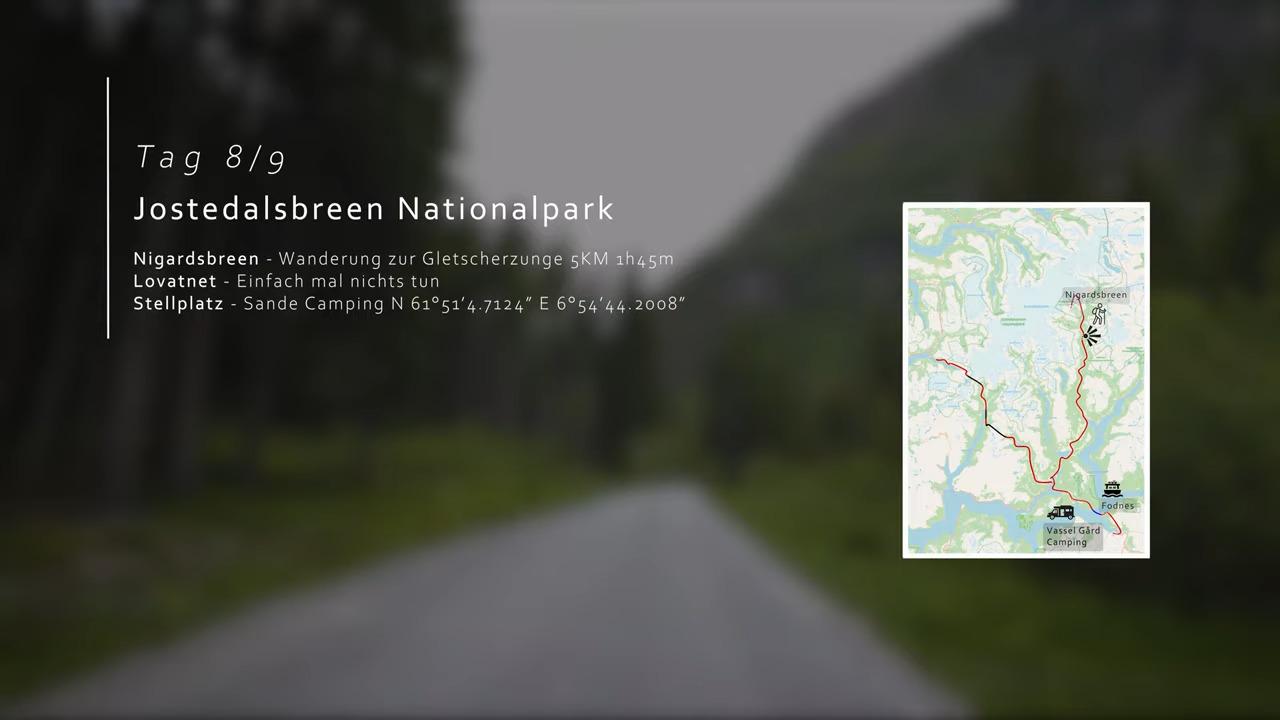 Tag 8/9
Jostedalsbreen Nationalpark
Nigardsbreen - Wanderung zur Gletscherzunge 5KM 1h45m
Lovatnet - Einfach mal nichts tun
Stellplatz - Sande Camping N 61°51′4.7124″ E 6°54′44.2008″
Nigardsbreen
Fodnes
Vassel Gård
Camping